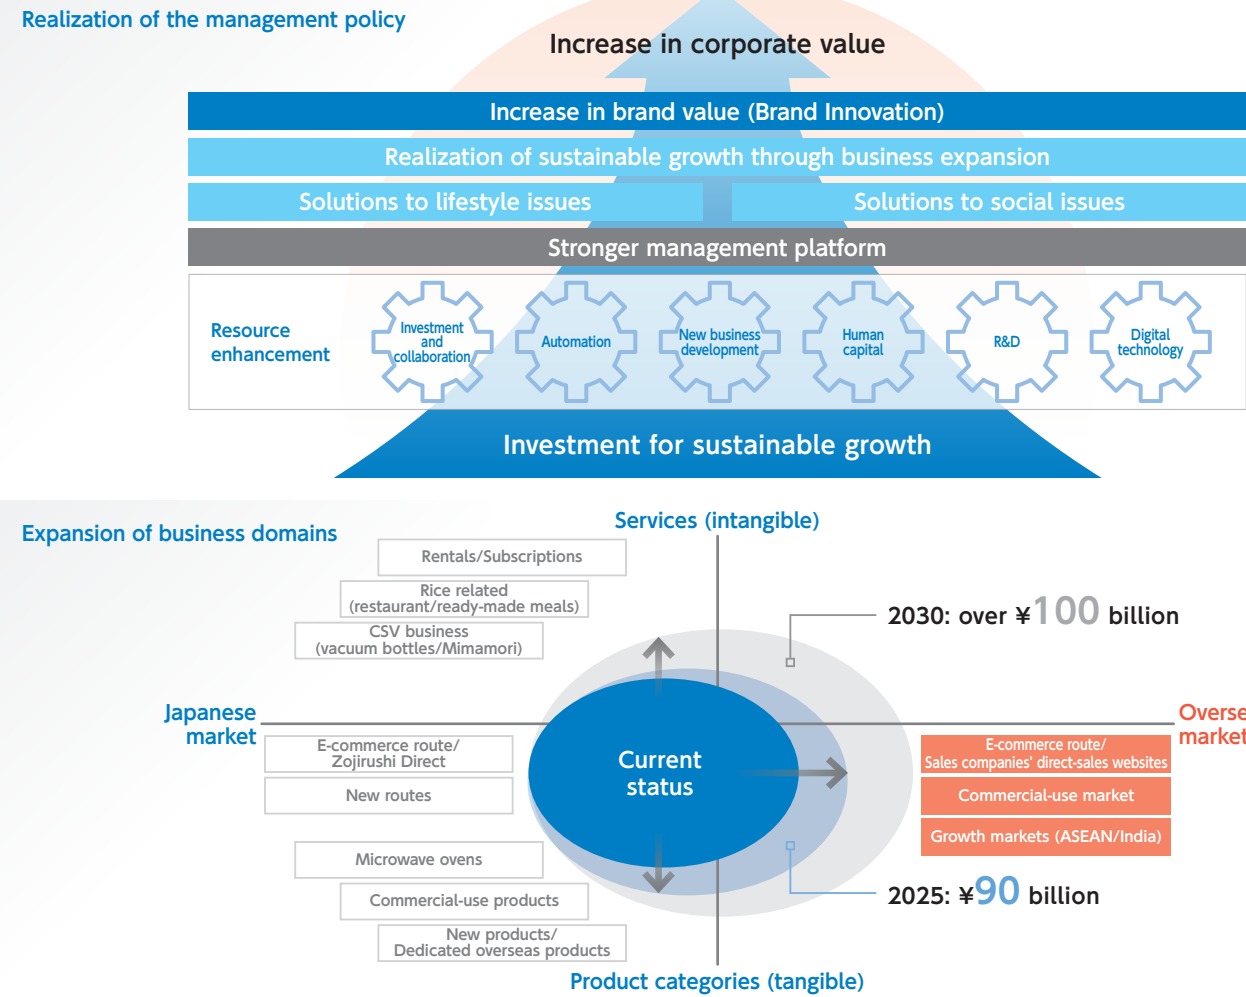 Realization of the management policy
Increase in corporate value
Increase in brand value (Brand Innovation)
Realization of sustainable growth through business expansion
Solutions to lifestyle issues
Solutions to social issues
Stronger management platform
Resource
enhancement
Investment
and
collaboration
Automation
New business
development
Human
capital
R&D
Digital
technology
Investment for sustainable growth
Expansion of business domains
Services (intangible)
Rentals/Subscriptions
Rice related
(restaurant/ready-made meals)
CSV business
(vacuum bottles/Mimamori)
2030: over ¥100 billion
Japanese
market
Overse
market
E-commerce route/
Zojirushi Direct
New routes
Current
status
E-commerce route/
Sales companies' direct-sales websites
Commercial-use market
Growth markets (ASEAN/India)
Microwave ovens
Commercial-use products
New products/
Dedicated overseas products
2025: ¥90 billion
Product categories (tangible)